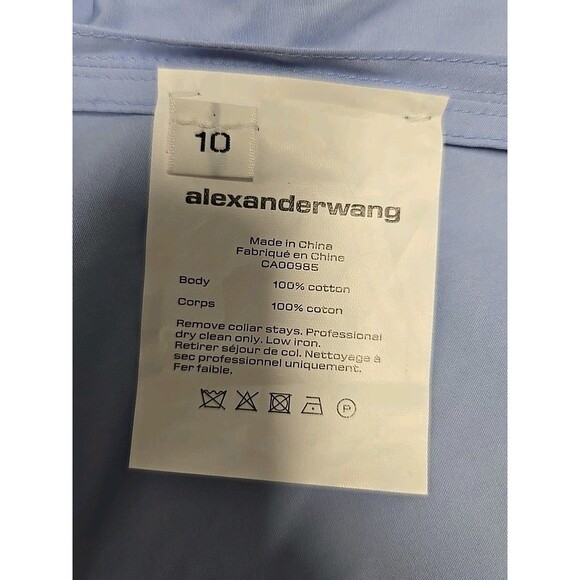 10
alexanderwang
Made in China
Fabriqué en Chine
CA00985
Body 100% cotton
Corps 100% coton
Remove collar stays. Professional
dry clean only. Low iron.
Retirer séjour de col. Nettoyage à
sec professionnel uniquement.
Fer faible.
P